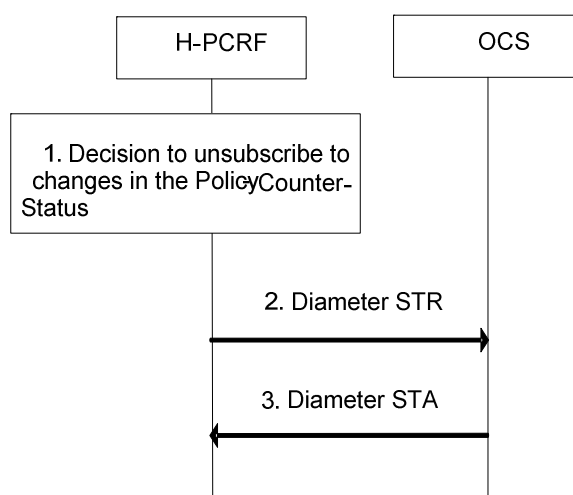 H-PCRF
OCS
1. Decision to unsubscribe to
changes in the Policy-Counter-
Status
2. Diameter STR
3. Diameter STA